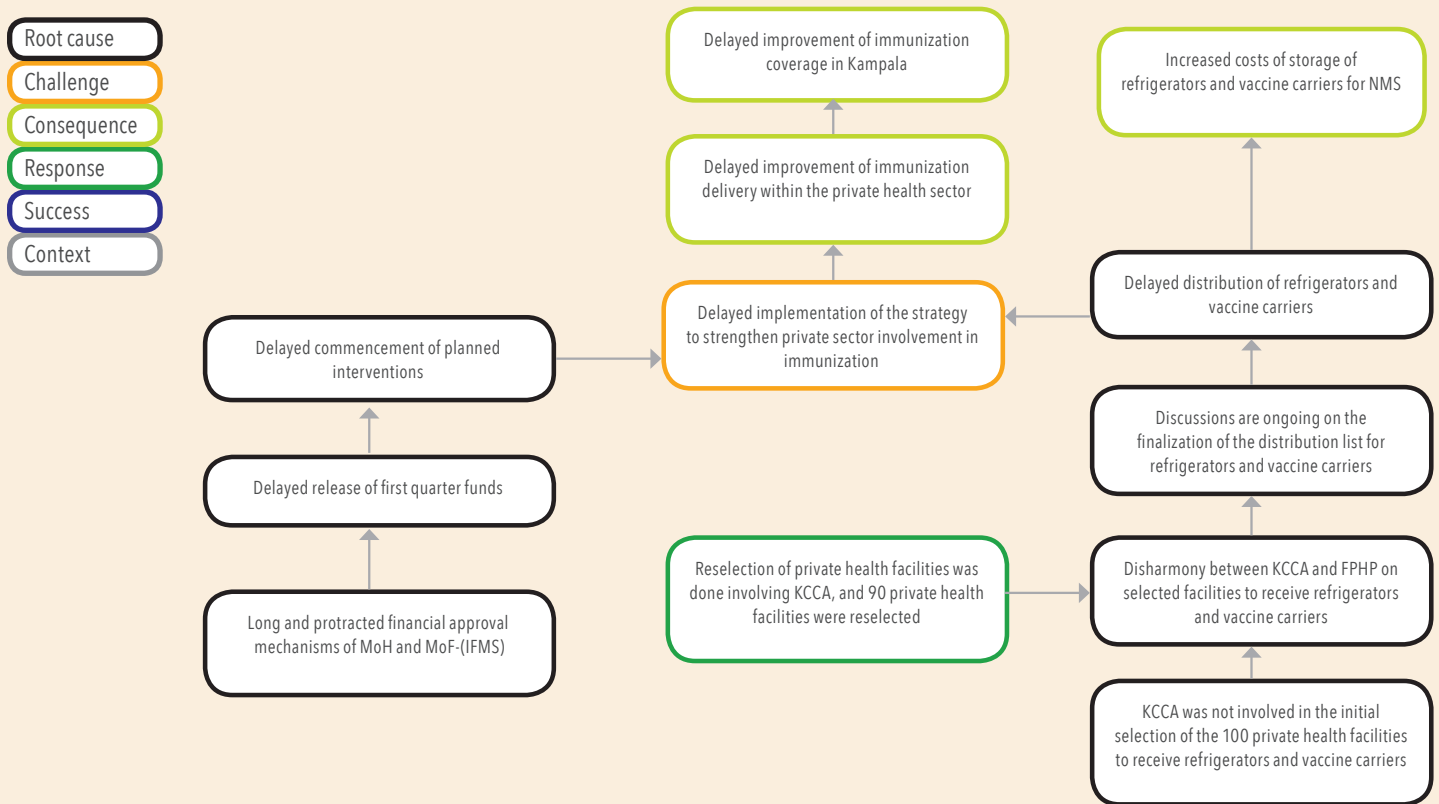 Root cause
Challenge
Consequence
Response
Success
Context
Delayed improvement of immunization
coverage in Kampala
Increased costs of storage of
refrigerators and vaccine carriers for NMS
Delayed improvement of immunization
delivery within the private health sector
Delayed distribution of refrigerators and
vaccine carriers
Delayed implementation of the strategy
to strengthen private sector involvement in
immunization
Delayed commencement of planned
interventions
Discussions are ongoing on the
finalization of the distribution list for
refrigerators and vaccine carriers
Delayed release of first quarter funds
Reselection of private health facilities was
done involving KCCA, and 90 private health
facilities were reselected
Disharmony between KCCA and FPHP on
selected facilities to receive refrigerators
and vaccine carriers
Long and protracted financial approval
mechanisms of MoH and MoF-(IFMS)
KCCA was not involved in the initial
selection of the 100 private health facilities
to receive refrigerators and vaccine carriers